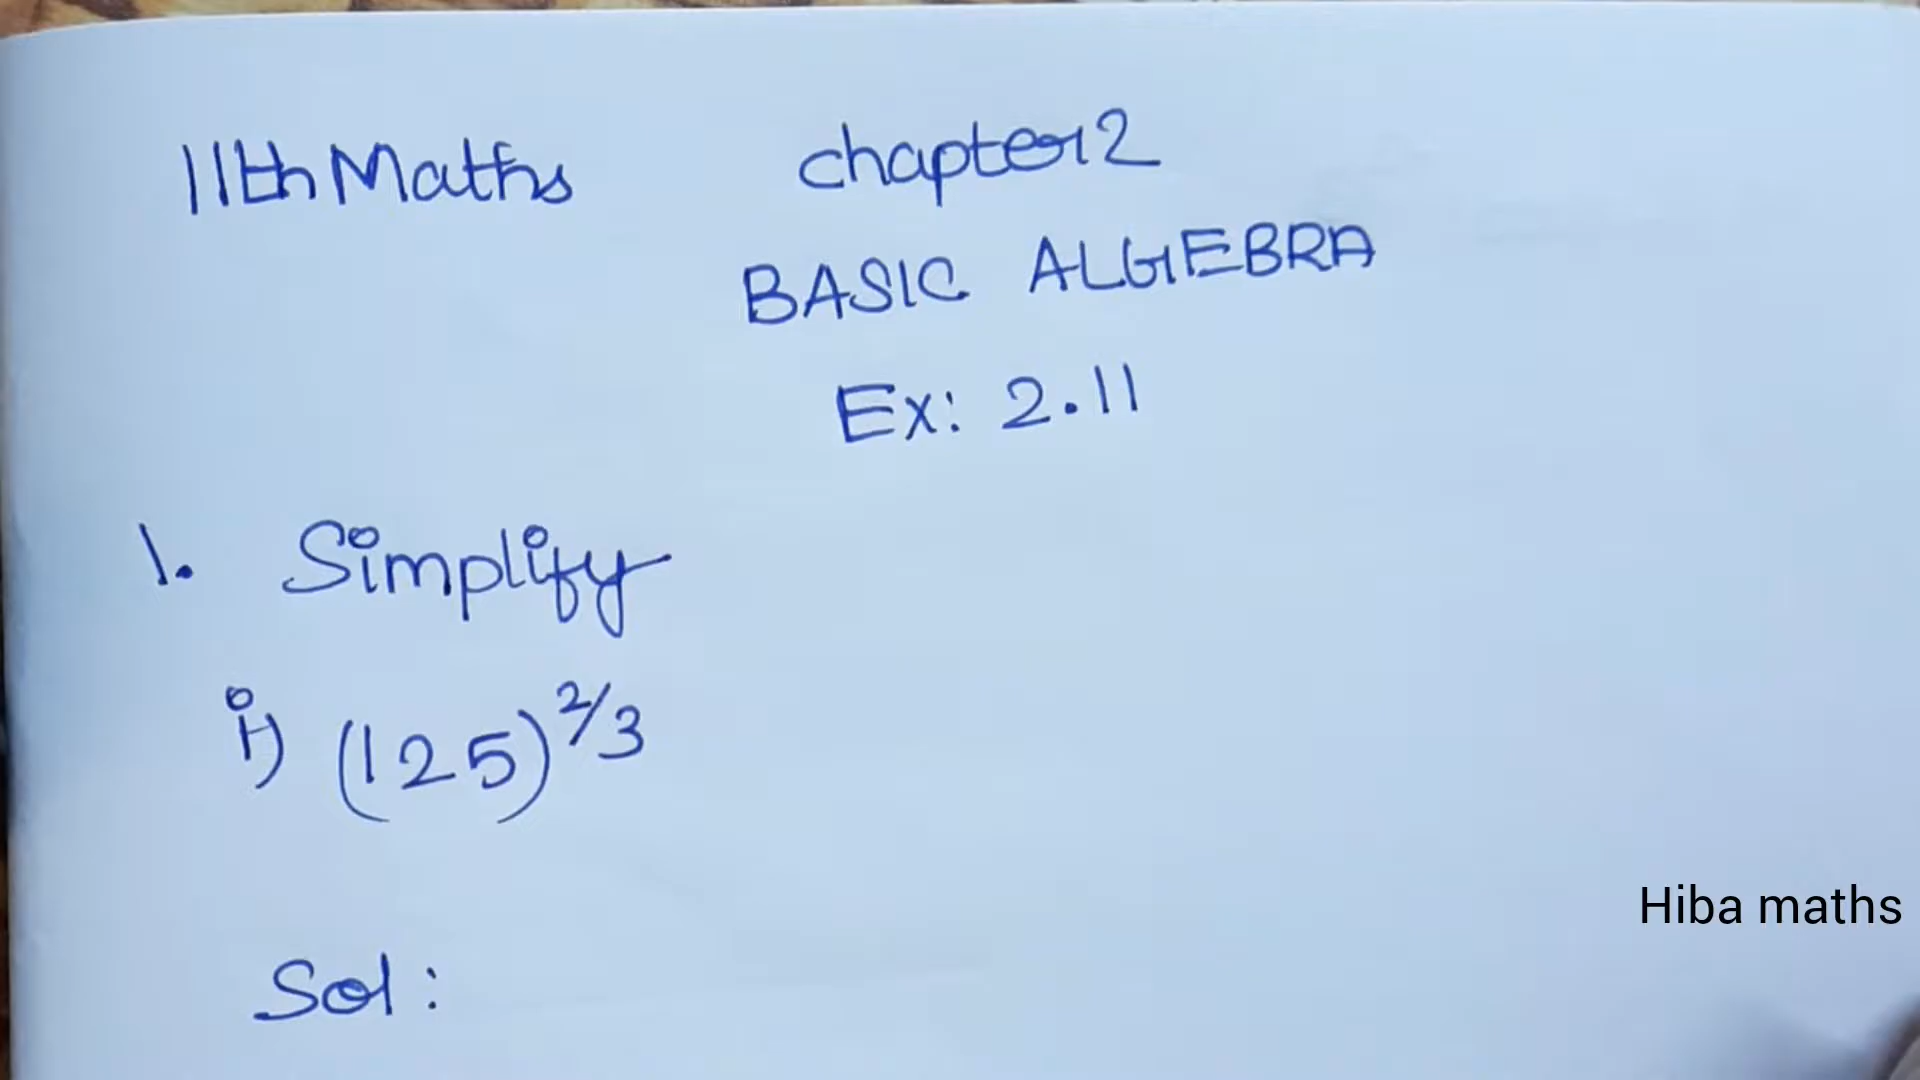 11th Maths chapter 2
BASIC ALGEBRA
Ex: 2.11
1. Simplify
i) (125)^2/3
Hiba maths
Sol: